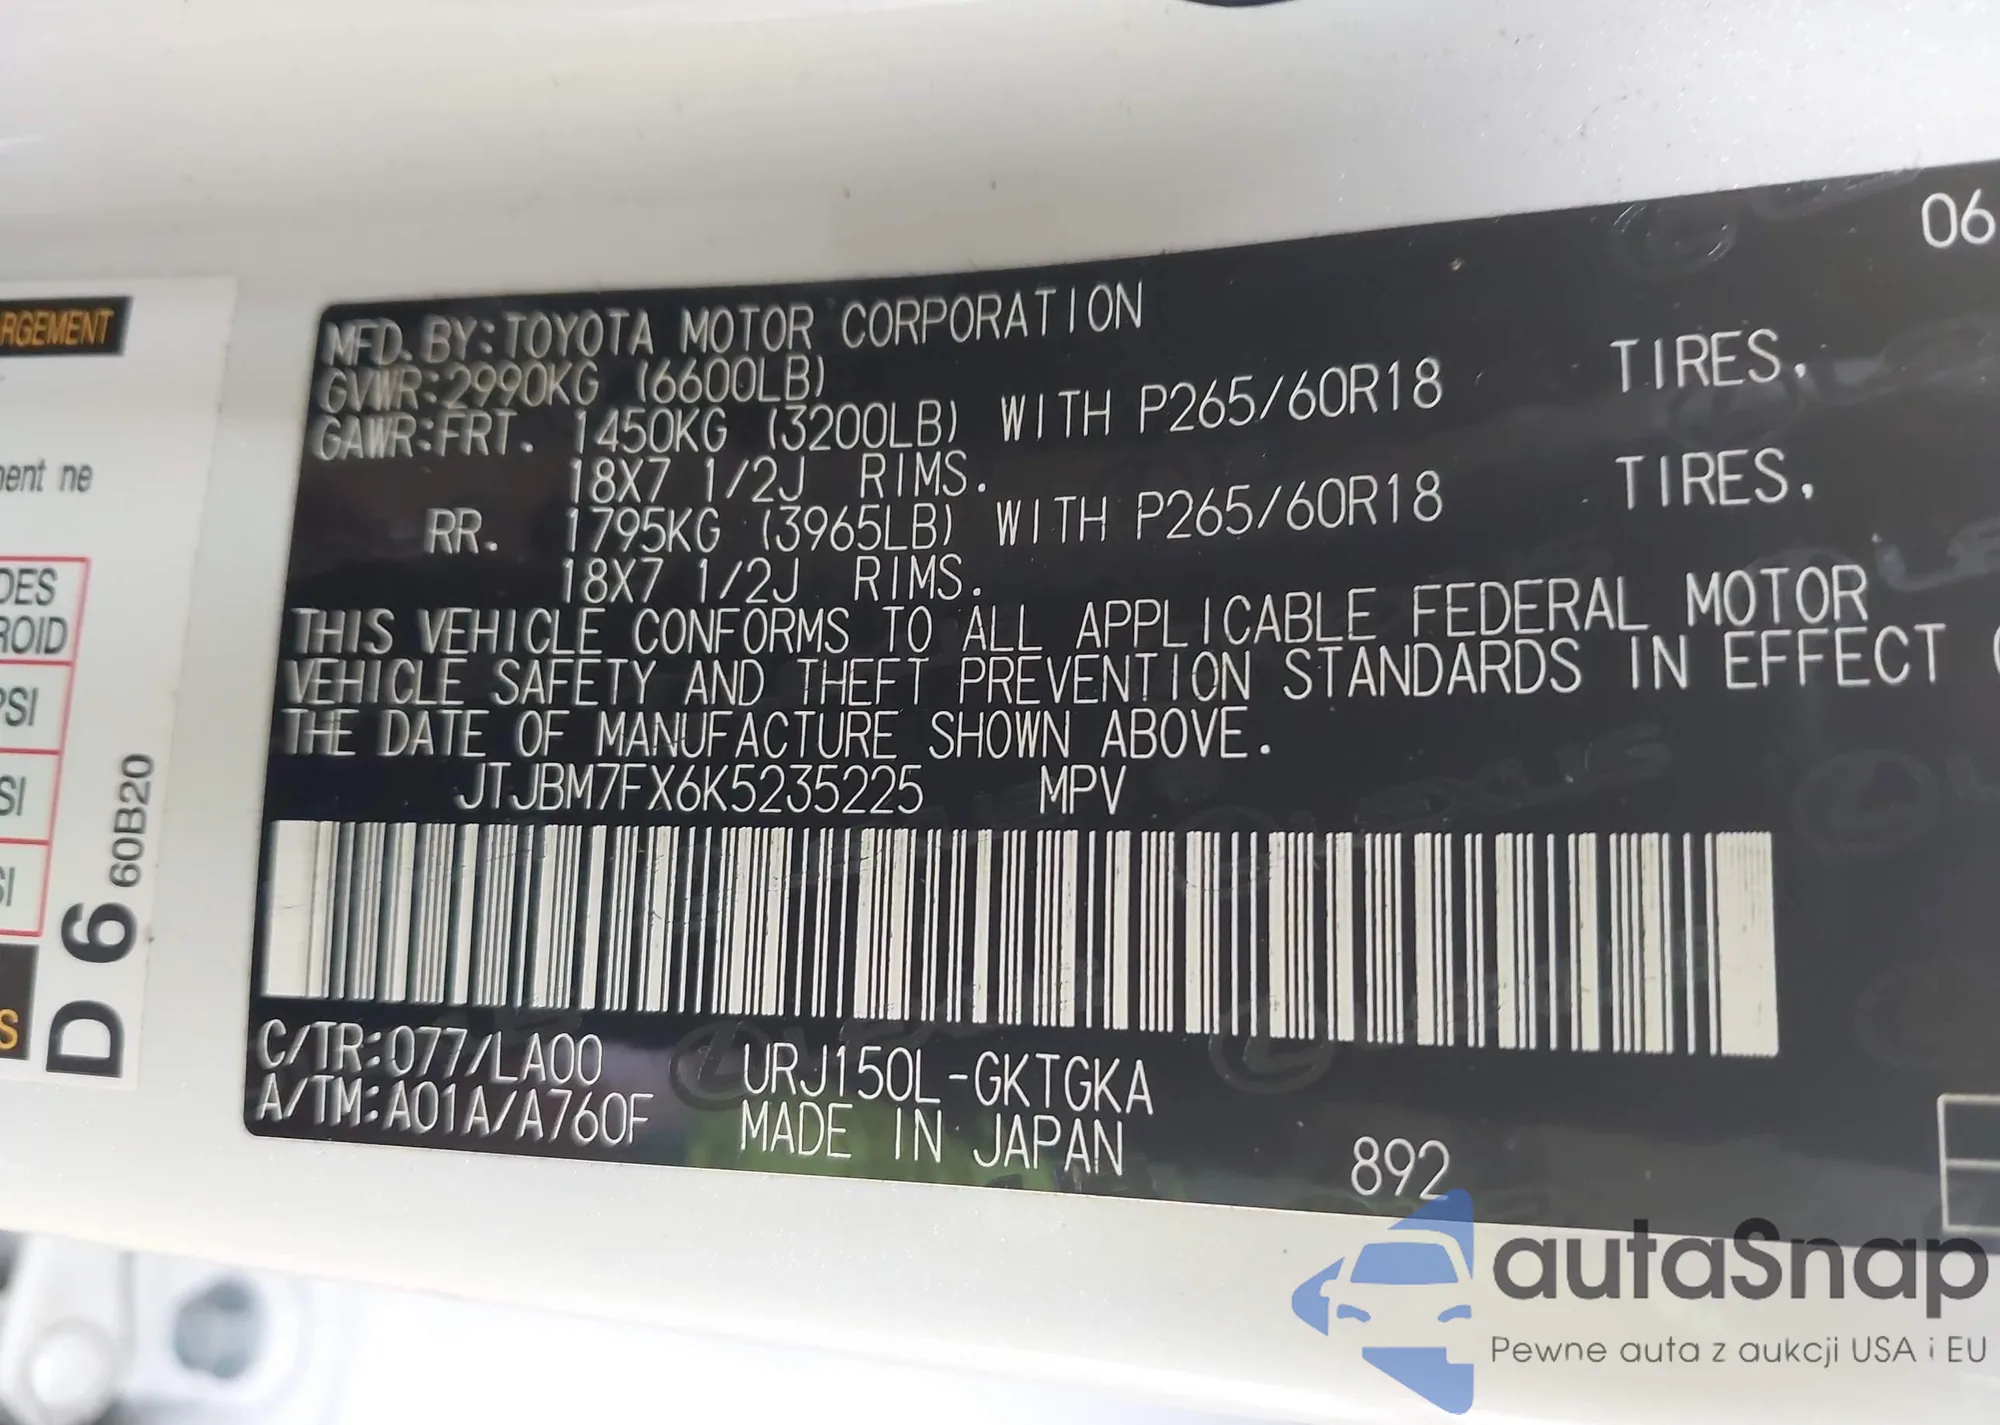 06
MFD. BY: TOYOTA MOTOR CORPORATION
GVWR: 2990KG (6600LB)
GAWR: FRT. 1450KG (3200LB) WITH P265/60R18 TIRES,
18X7 1/2J RIMS.
RR. 1795KG (3965LB) WITH P265/60R18 TIRES,
18X7 1/2J RIMS.
THIS VEHICLE CONFORMS TO ALL APPLICABLE FEDERAL MOTOR
VEHICLE SAFETY AND THEFT PREVENTION STANDARDS IN EFFECT
THE DATE OF MANUFACTURE SHOWN ABOVE.
JTJBM7FX6K5235225 MPV
C/TR: 077/LA00 URJ150L-GKTGKA
A/TM: A01A/A760F MADE IN JAPAN
892
RGEMENT
ent ne
DES
ROID
PSI
SI
SI
S
D 6 60B20
autaSnap
Pewne auta z aukcji USA i EU